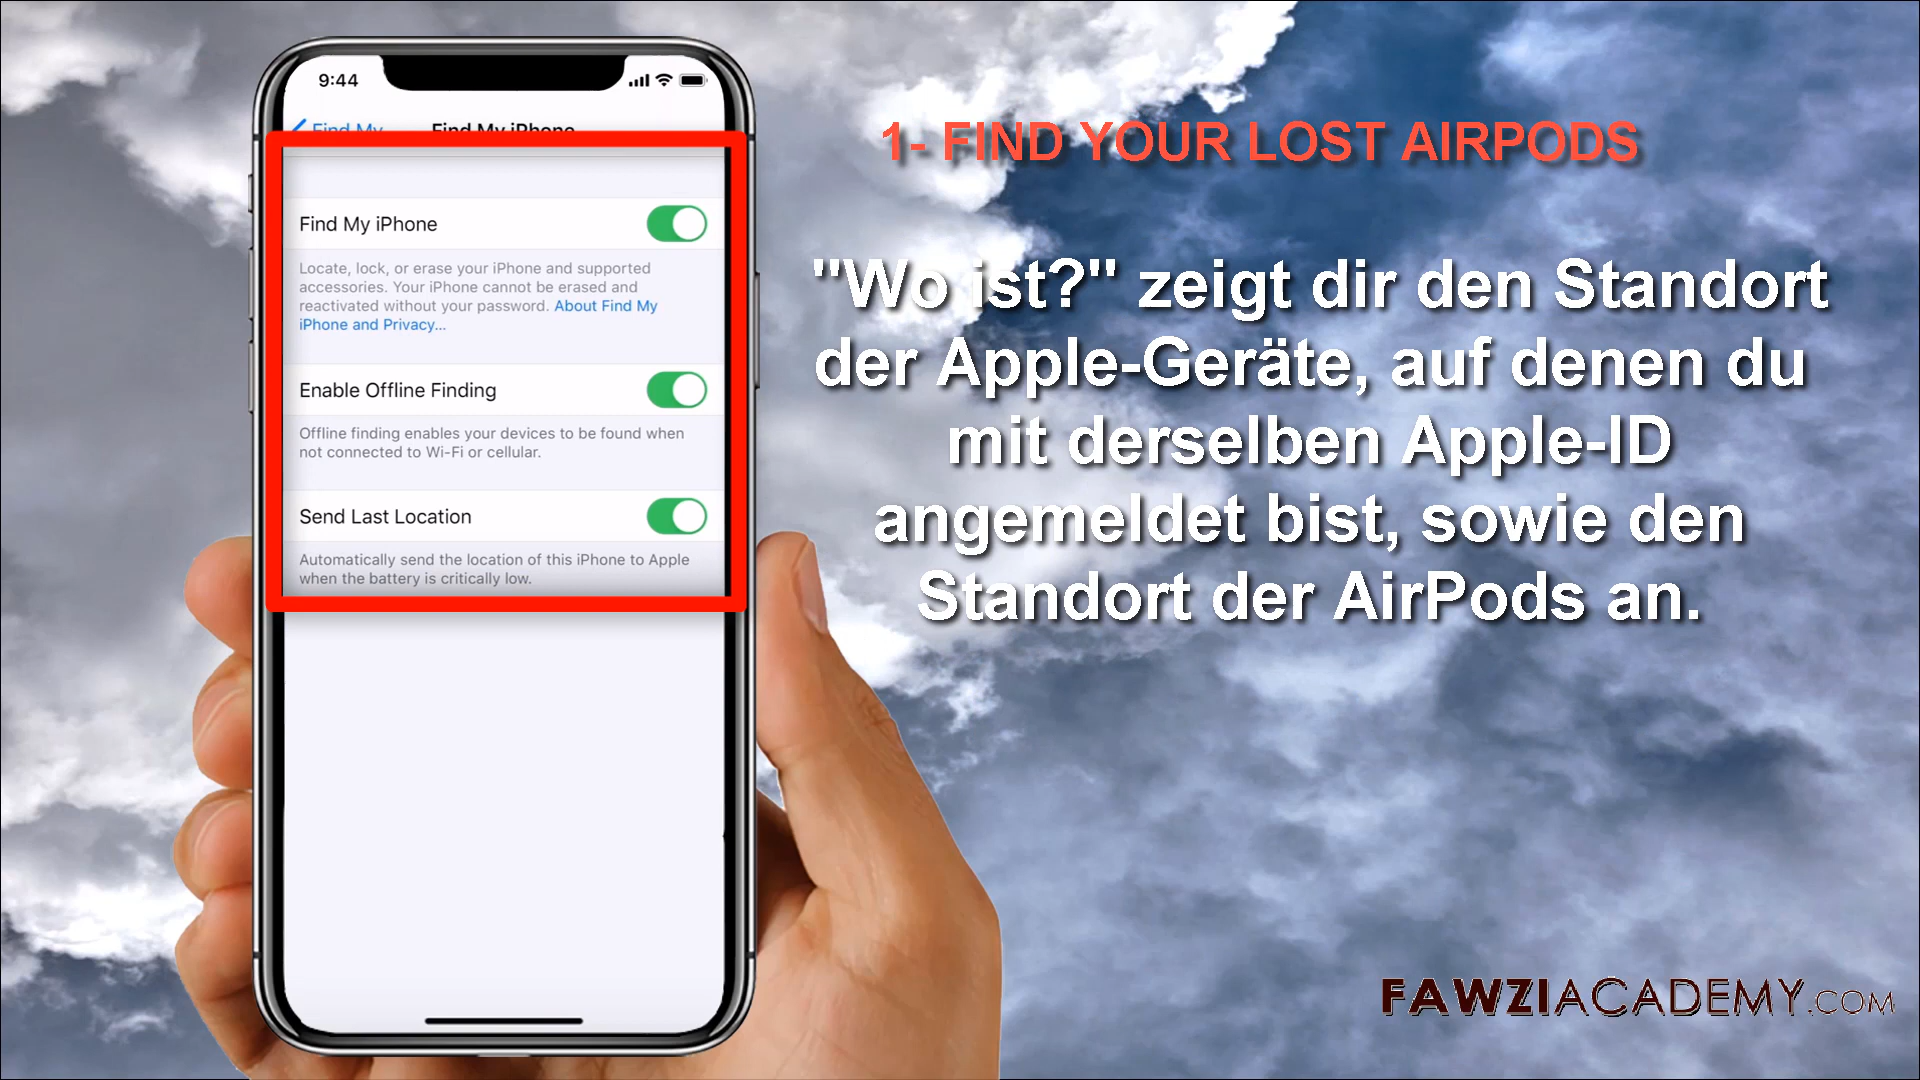 9:44
Find My
Find My iPhone
1- FIND YOUR LOST AIRPODS
Find My iPhone
Locate, lock, or erase your iPhone and supported
accessories. Your iPhone cannot be erased and
reactivated without your password. About Find My
iPhone and Privacy...
Enable Offline Finding
Offline finding enables your devices to be found when
not connected to Wi-Fi or cellular.
Send Last Location
Automatically send the location of this iPhone to Apple
when the battery is critically low.
"Wo ist?" zeigt dir den Standort
der Apple-Geräte, auf denen du
mit derselben Apple-ID
angemeldet bist, sowie den
Standort der AirPods an.
FAWZIACADEMY.COM